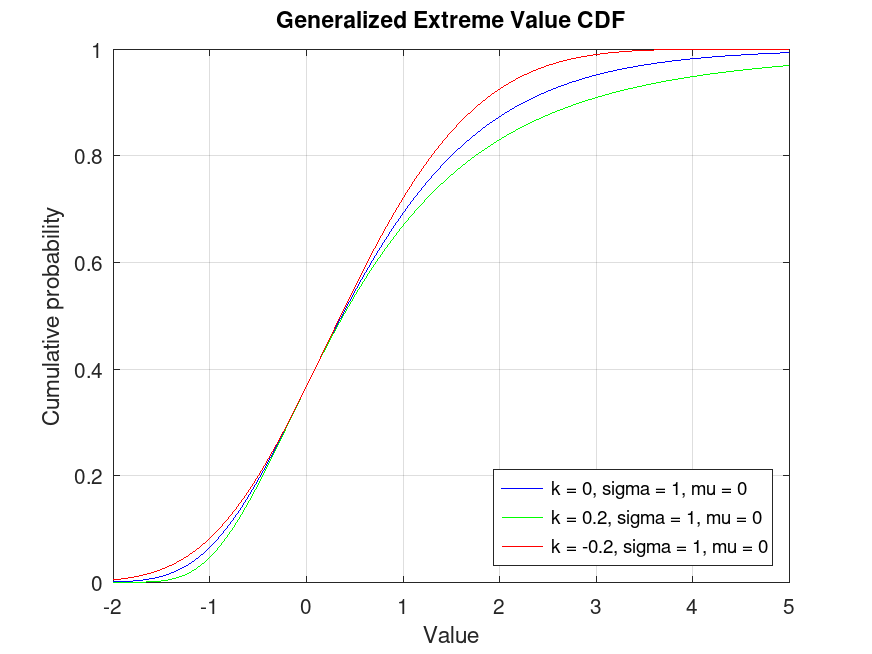 Generalized Extreme Value CDF
1
0.8
0.6
0.4
0.2
0
Cumulative probability
-2
-1
0
1
2
3
4
5
Value
k = 0, sigma = 1, mu = 0
k = 0.2, sigma = 1, mu = 0
k = -0.2, sigma = 1, mu = 0